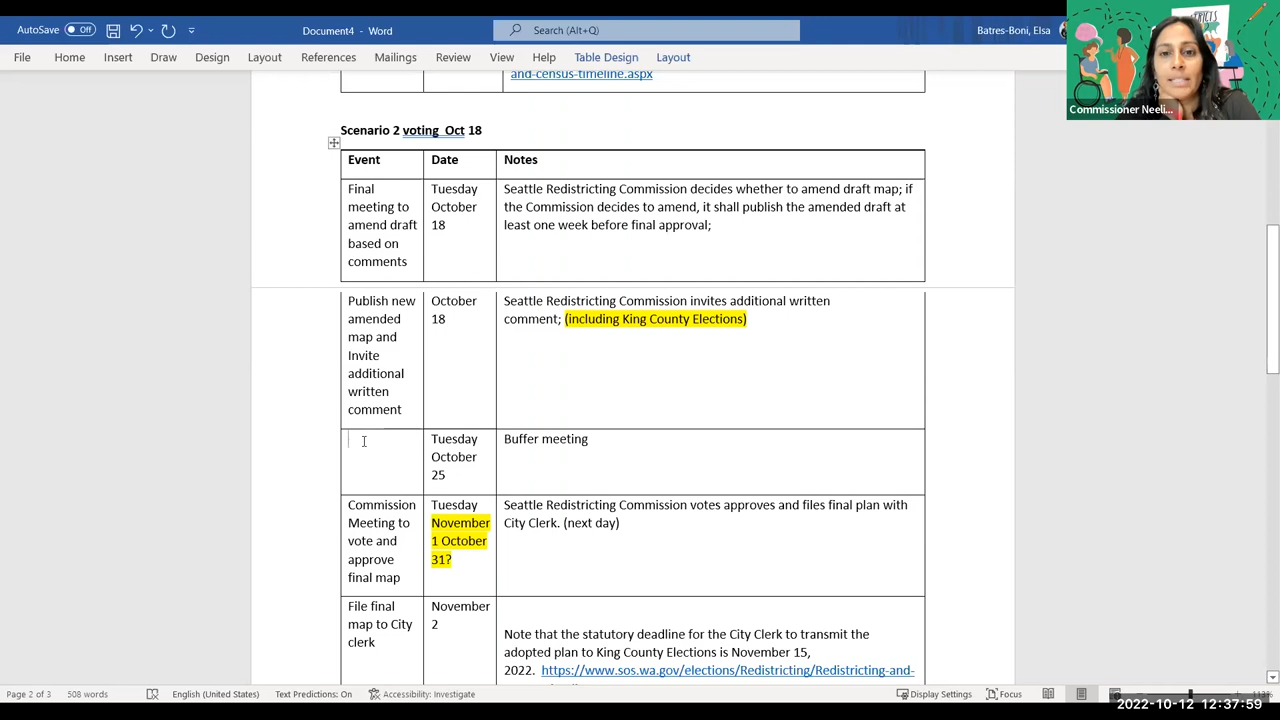 AutoSave Off Document4 - Word Search (Alt+Q) Batres-Boni, Elsa
File Home Insert Draw Design Layout References Mailings Review View Help Table Design Layout
Commissioner Neeli...
and-census-timeline.aspx
Scenario 2 voting Oct 18
Event Date Notes
Final
meeting to
amend draft
based on
comments
Tuesday
October
18
Seattle Redistricting Commission decides whether to amend draft map; if
the Commission decides to amend, it shall publish the amended draft at
least one week before final approval;
Publish new
amended
map and
Invite
additional
written
comment
October
18
Seattle Redistricting Commission invites additional written
comment; (including King County Elections)
Tuesday
October
25
Buffer meeting
Commission
Meeting to
vote and
approve
final map
Tuesday
November
1 October
31?
Seattle Redistricting Commission votes approves and files final plan with
City Clerk. (next day)
File final
map to City
clerk
November
2
Note that the statutory deadline for the City Clerk to transmit the
adopted plan to King County Elections is November 15,
2022. https://www.sos.wa.gov/elections/Redistricting/Redistricting-and-
Page 2 of 3 508 words English (United States) Text Predictions: On Accessibility: Investigate Display Settings Focus
2022-10-12 12:37:59